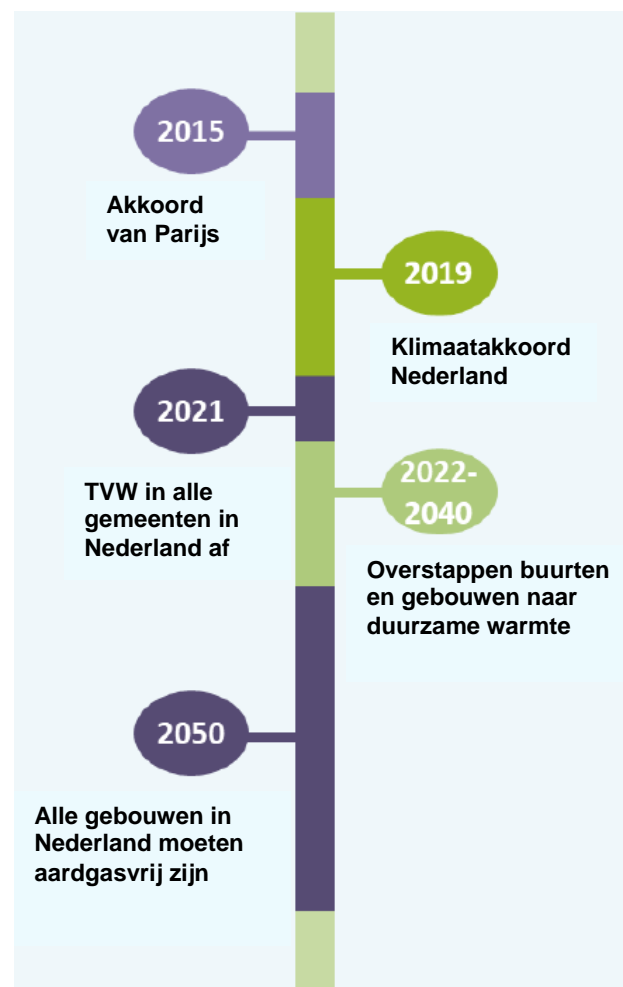 2015
Akkoord
van Parijs
2019
Klimaatakkoord
Nederland
2021
TVW in alle
gemeenten in
Nederland af
2022-
2040
Overstappen buurten
en gebouwen naar
duurzame warmte
2050
Alle gebouwen in
Nederland moeten
aardgasvrij zijn